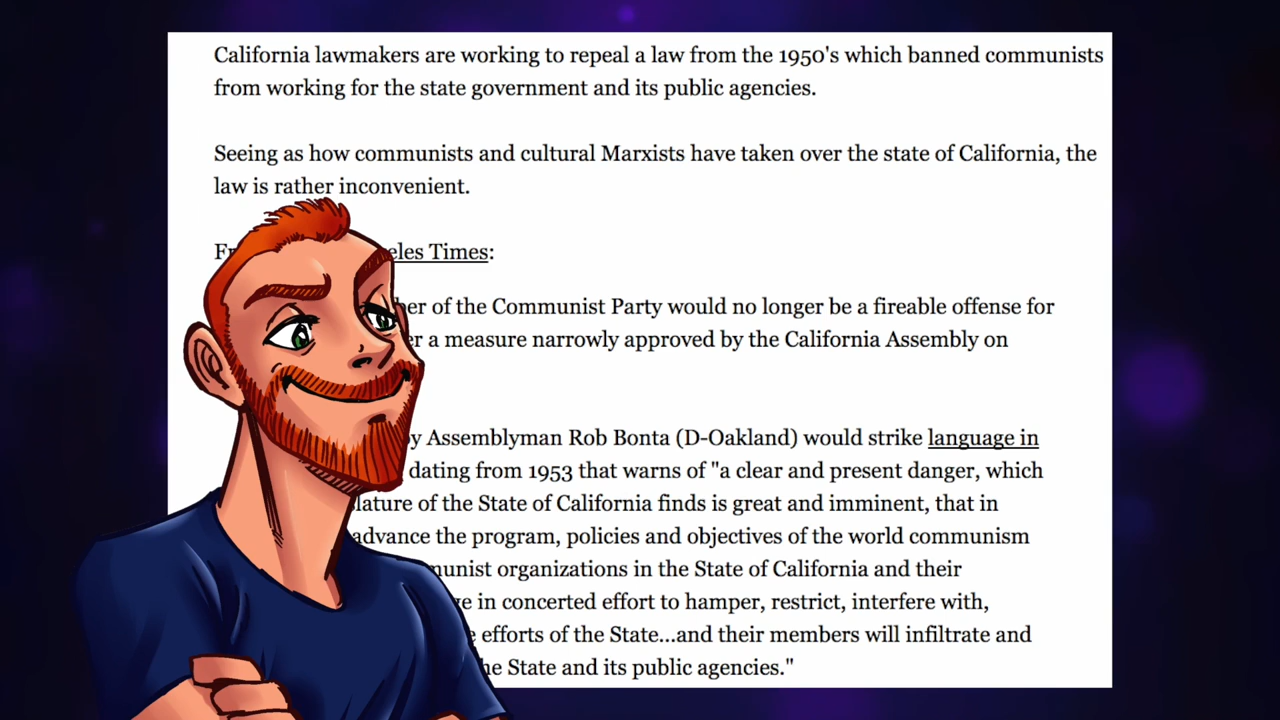 California lawmakers are working to repeal a law from the 1950's which banned communists
from working for the state government and its public agencies.
Seeing as how communists and cultural Marxists have taken over the state of California, the
law is rather inconvenient.
eles Times:
of the Communist Party would no longer be a fireable offense for
a measure narrowly approved by the California Assembly on
by Assemblyman Rob Bonta (D-Oakland) would strike language in
dating from 1953 that warns of "a clear and present danger, which
lature of the State of California finds is great and imminent, that in
advance the program, policies and objectives of the world communism
munist organizations in the State of California and their
in concerted effort to hamper, restrict, interfere with,
efforts of the State...and their members will infiltrate and
the State and its public agencies."